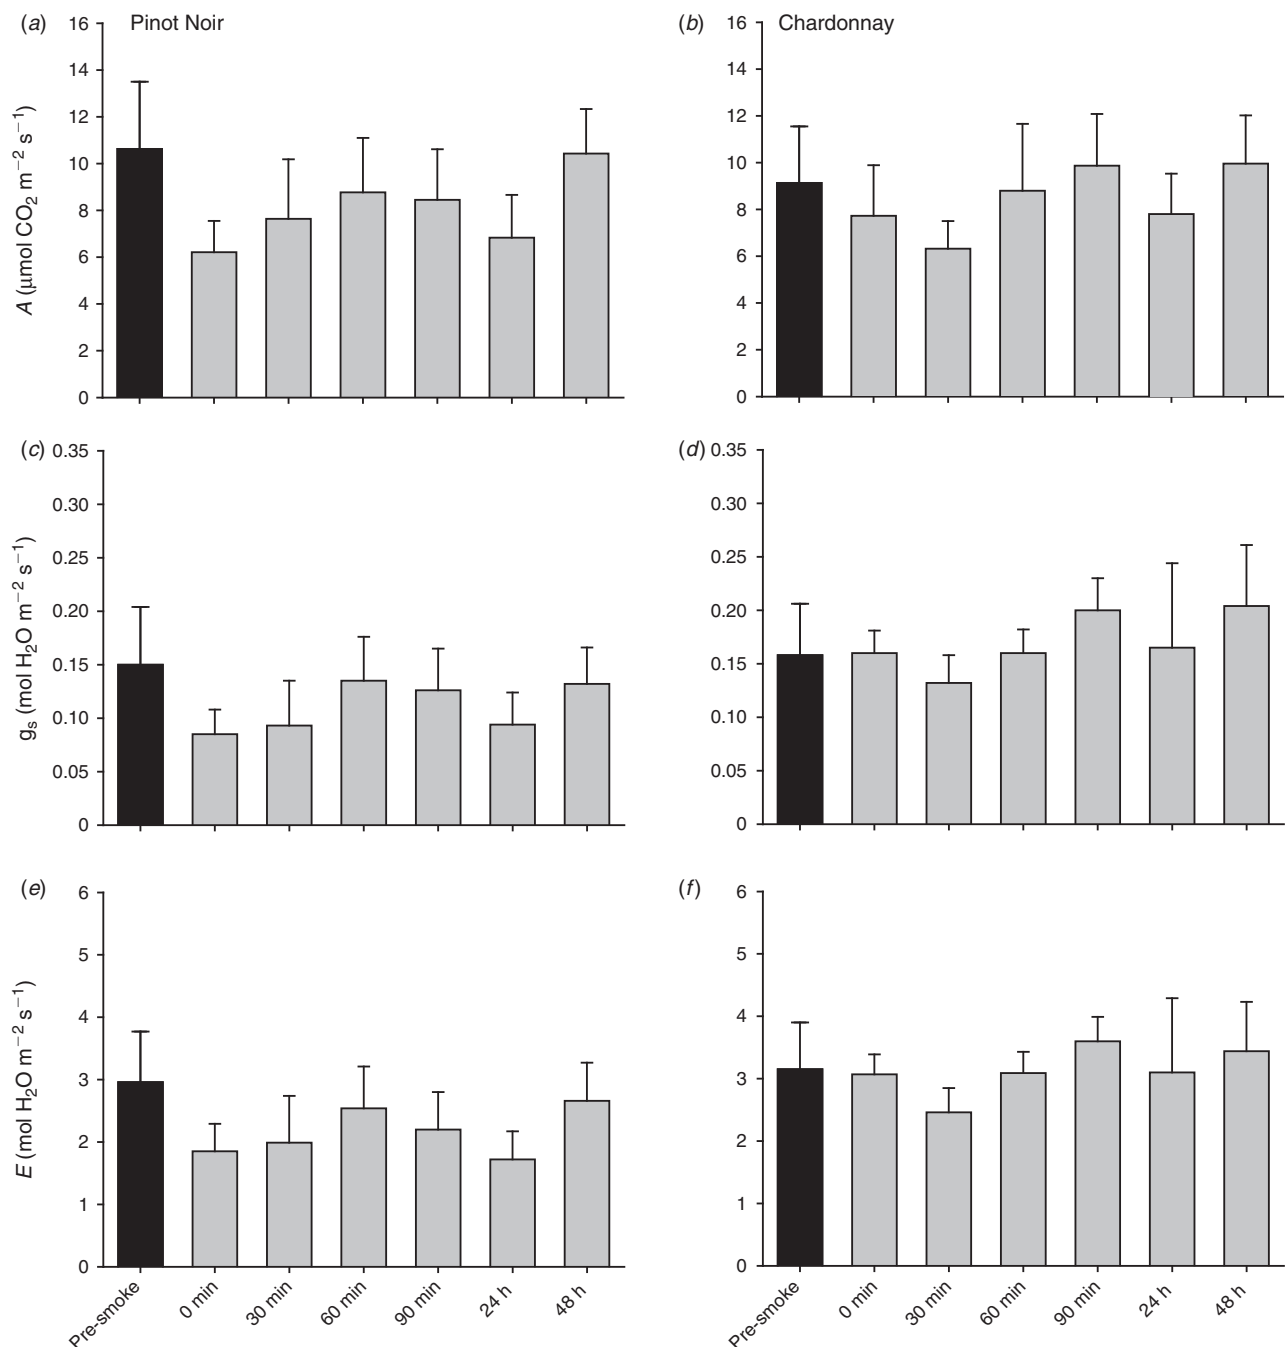 (a) Pinot Noir
16
14
12
10
8
6
4
2
0
A (μmol CO₂ m⁻² s⁻¹)
(b) Chardonnay
16
14
12
10
8
6
4
2
0
(c)
0.35
0.30
0.25
0.20
0.15
0.10
0.05
0
gₛ (mol H₂O m⁻² s⁻¹)
(d)
0.35
0.30
0.25
0.20
0.15
0.10
0.05
0
(e)
6
5
4
3
2
1
0
E (mol H₂O m⁻² s⁻¹)
Pre-smoke
0 min
30 min
60 min
90 min
24 h
48 h
(f)
6
5
4
3
2
1
0
Pre-smoke
0 min
30 min
60 min
90 min
24 h
48 h